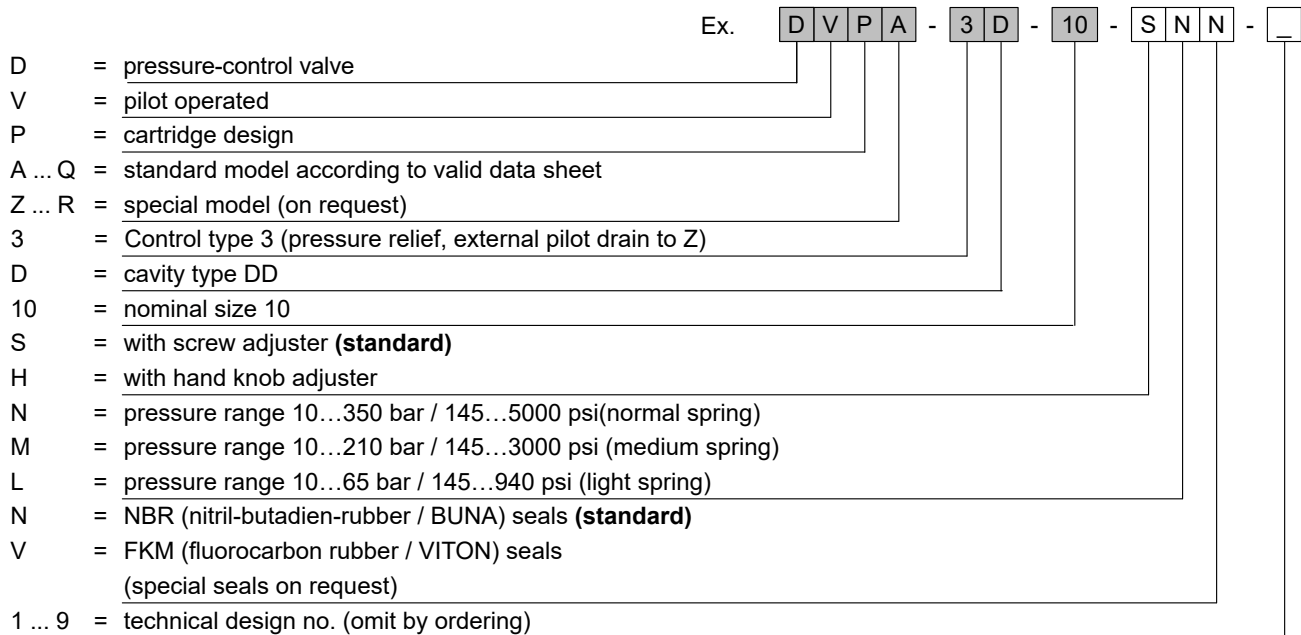 Ex. D V P A - 3 D - 10 - S N N - _
D = pressure-control valve
V = pilot operated
P = cartridge design
A ... Q = standard model according to valid data sheet
Z ... R = special model (on request)
3 = Control type 3 (pressure relief, external pilot drain to Z)
D = cavity type DD
10 = nominal size 10
S = with screw adjuster (standard)
H = with hand knob adjuster
N = pressure range 10…350 bar / 145…5000 psi(normal spring)
M = pressure range 10…210 bar / 145…3000 psi (medium spring)
L = pressure range 10…65 bar / 145…940 psi (light spring)
N = NBR (nitril-butadien-rubber / BUNA) seals (standard)
V = FKM (fluorocarbon rubber / VITON) seals
(special seals on request)
1 ... 9 = technical design no. (omit by ordering)